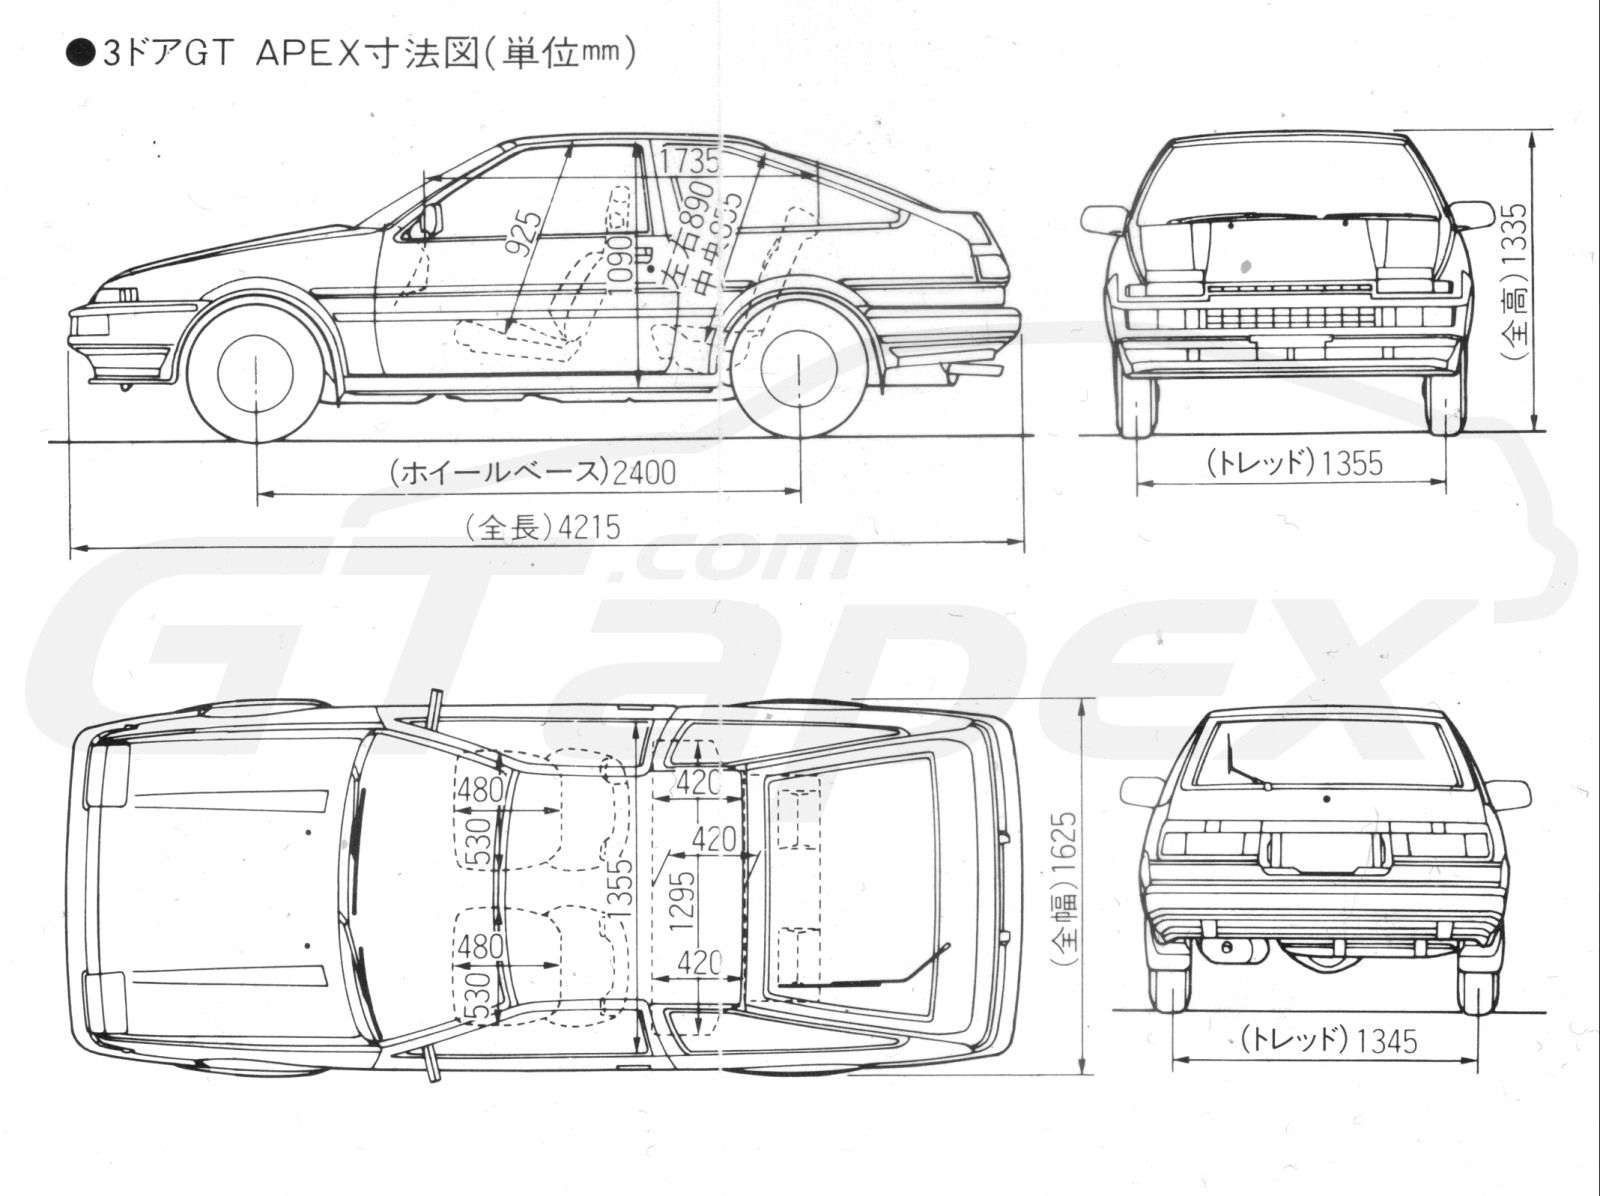 ●3ドアGT APEX寸法図(単位mm)
1735
925
1090
左右890
中央855
(全高)1335
(ホイールベース)2400
(トレッド)1355
(全長)4215
GTapex.com
480
530
420
420
1355
1295
480
530
420
(全幅)1625
(トレッド)1345